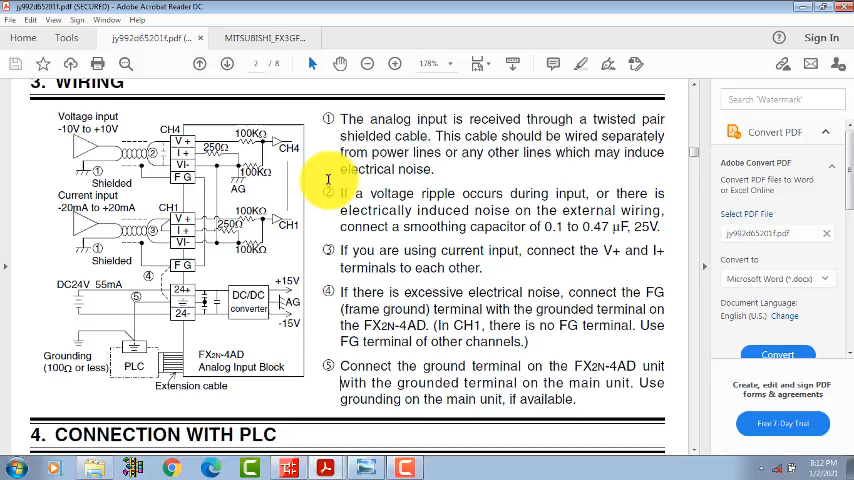 jy992d65201f.pdf (SECURED) - Adobe Acrobat Reader DC
File Edit View Sign Window Help
Home Tools jy992d65201f.pdf (... × MITSUBISHI_FX3GF... Sign In
2 / 8 178% Share
3. WIRING
Voltage input
-10V to +10V
CH4
V +
I +
VI-
F G
②
①
Shielded
250Ω
100KΩ
100KΩ
CH4
AG
Current input
-20mA to +20mA
CH1
V +
I +
VI-
③
①
Shielded
250Ω
100KΩ
100KΩ
CH1
F G
④
DC24V 55mA
⑤
24+
24-
DC/DC
converter
+15V
AG
-15V
Grounding
(100Ω or less)
PLC
FX2N-4AD
Analog Input Block
Extension cable
① The analog input is received through a twisted pair
shielded cable. This cable should be wired separately
from power lines or any other lines which may induce
electrical noise.
② If a voltage ripple occurs during input, or there is
electrically induced noise on the external wiring,
connect a smoothing capacitor of 0.1 to 0.47 µF, 25V.
③ If you are using current input, connect the V+ and I+
terminals to each other.
④ If there is excessive electrical noise, connect the FG
(frame ground) terminal with the grounded terminal on
the FX2N-4AD. (In CH1, there is no FG terminal. Use
FG terminal of other channels.)
⑤ Connect the ground terminal on the FX2N-4AD unit
with the grounded terminal on the main unit. Use
grounding on the main unit, if available.
4. CONNECTION WITH PLC
Search 'Watermark'
Convert PDF
Adobe Convert PDF
Convert PDFs to Word
or Excel Online
Select PDF File
jy992d65201f.pdf ×
Convert to
Microsoft Word (*.docx)
Document Language:
English (U.S.) Change
Convert
Create, edit and sign PDF
forms & agreements
Free 7-Day Trial
8:12 PM
1/2/2021